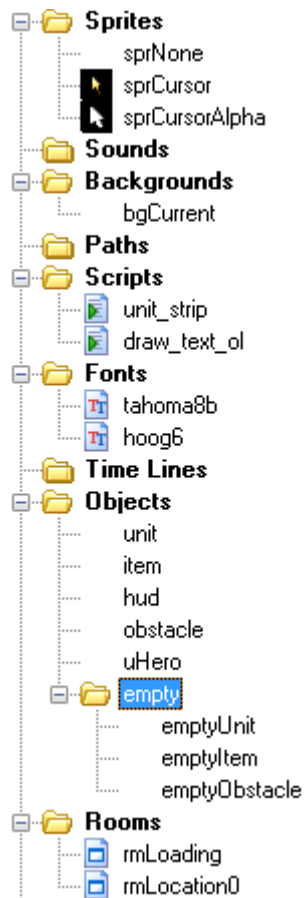 Sprites
sprNone
sprCursor
sprCursorAlpha
Sounds
Backgrounds
bgCurrent
Paths
Scripts
unit_strip
draw_text_ol
Fonts
tahoma8b
hoog6
Time Lines
Objects
unit
item
hud
obstacle
uHero
empty
emptyUnit
emptyItem
emptyObstacle
Rooms
rmLoading
rmLocation0